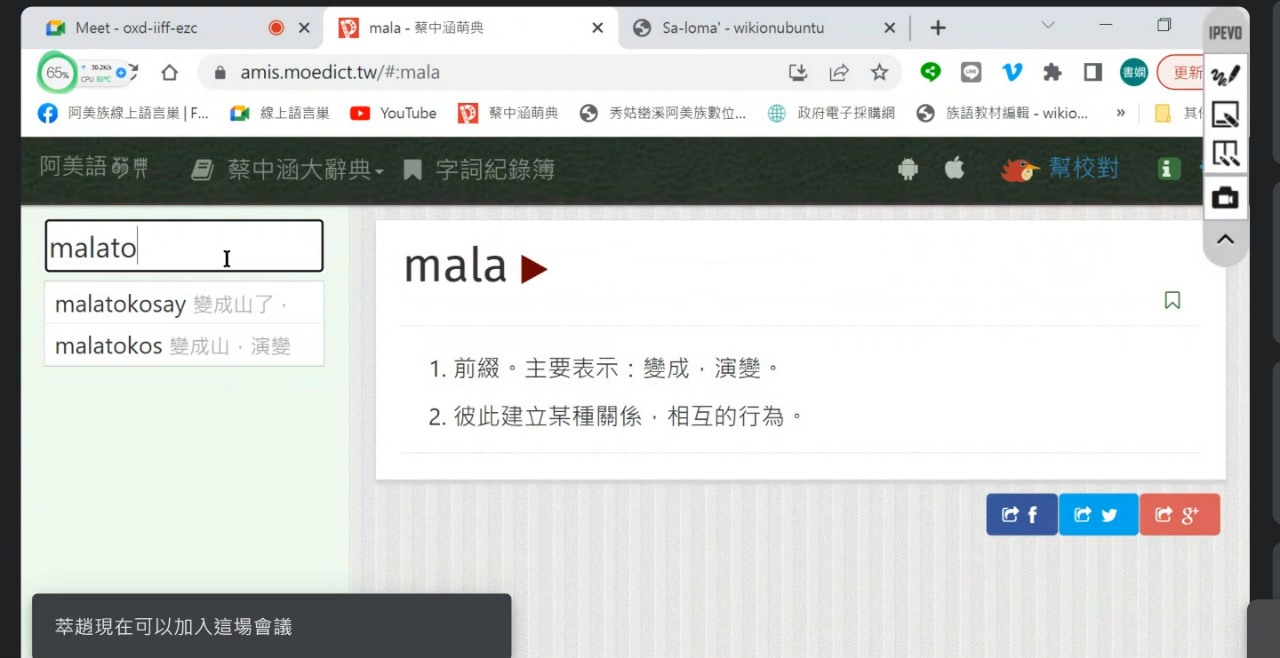 Meet - oxd-iiff-ezc
mala - 蔡中涵萌典
Sa-loma' - wikionubuntu
IPEVO
65%
CPU 50°C
amis.moedict.tw/#:mala
書嫻
更新
阿美族線上語言巢 | F...
線上語言巢
YouTube
蔡中涵萌典
秀姑巒溪阿美族數位...
政府電子採購網
族語教材編輯 - wikio...
»
其他
阿美語萌典
蔡中涵大辭典
字詞紀錄簿
幫校對
malato
malatokosay 變成山了，
malatokos 變成山，演變
mala
1. 前綴。主要表示：變成，演變。
2. 彼此建立某種關係，相互的行為。
f
g+
萃趙現在可以加入這場會議